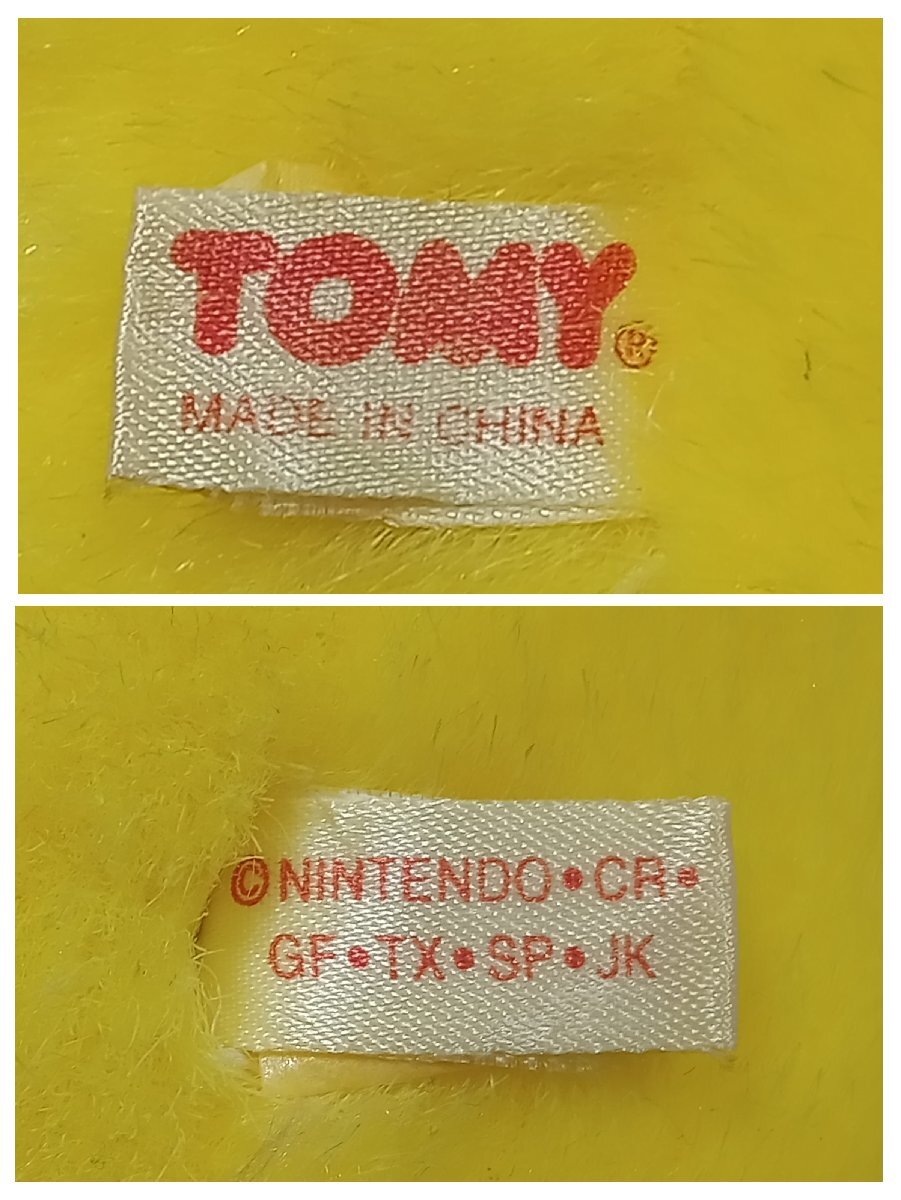 TOMY®
MADE IN CHINA
©NINTENDO•CR•
GF•TX•SP•JK